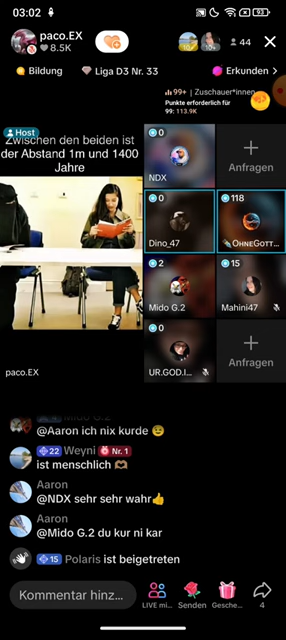 03:02
93
paco.EX
8.5K
10+
44
Bildung
Liga D3 Nr. 33
Erkunden >
99+ | Zuschauer*innen
Punkte erforderlich für
99: 113.9K
Host
Zwischen den beiden ist
der Abstand 1m und 1400
Jahre
paco.EX
0
NDX
+
Anfragen
0
Dino_47
118
OHNEGOTT...
2
Mido G.2
15
Mahini47
0
UR.GOD.I...
+
Anfragen
Mido G.2
@Aaron ich nix kurde 😉
22 Weyni Nr. 1
ist menschlich 🫶🏽
Aaron
@NDX sehr sehr wahr👍
Aaron
@Mido G.2 du kur ni kar
15 Polaris ist beigetreten
Kommentar hinz...
LIVE mi...
Senden
Gesche...
4